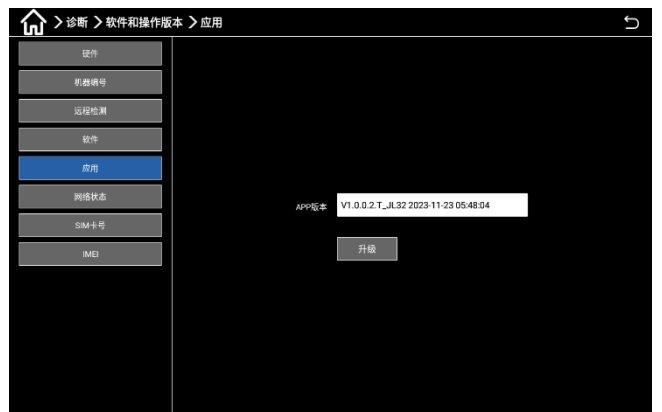 诊断 > 软件和操作版本 > 应用
硬件
机器编号
远程检测
软件
应用
网络状态
SIM卡号
IMEI
APP版本 V1.0.0.2.T_JL32 2023-11-23 05:48:04
升级